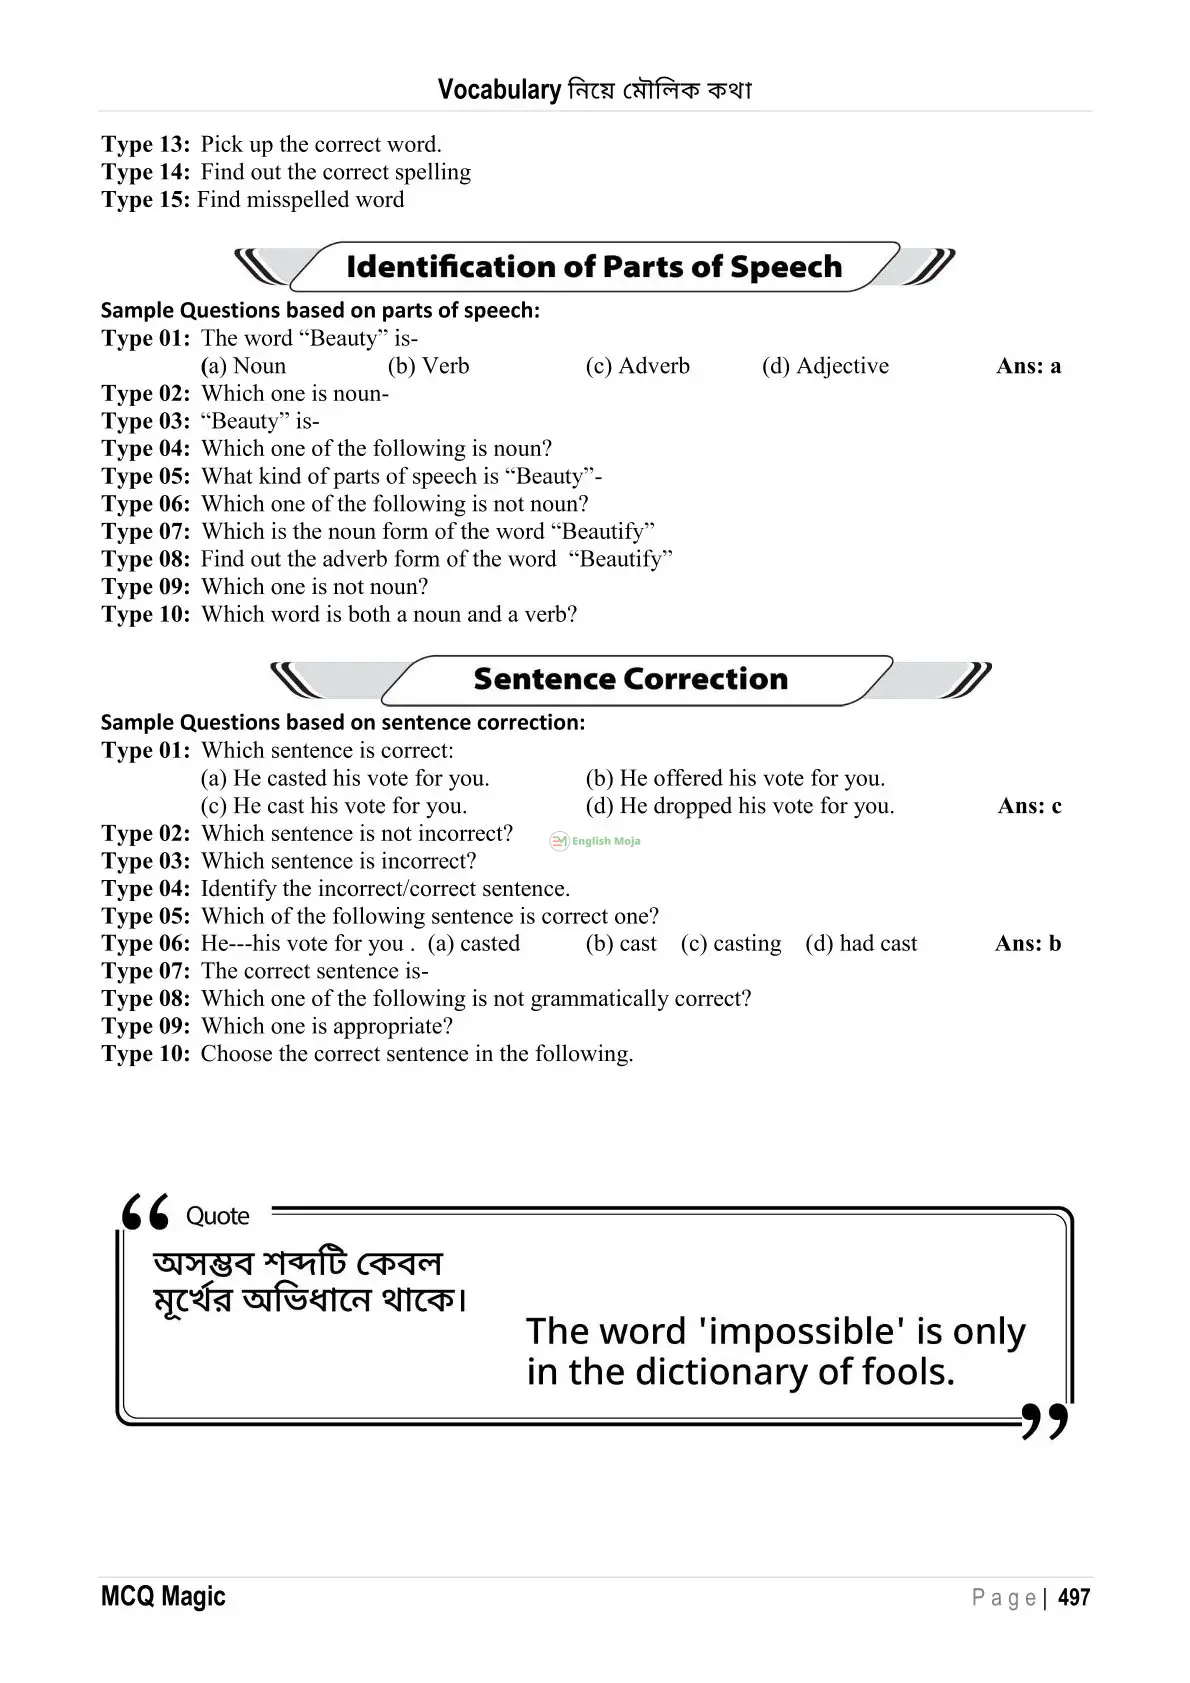 Vocabulary নিয়ে মৌলিক কথা
Type 13: Pick up the correct word.
Type 14: Find out the correct spelling
Type 15: Find misspelled word
Identification of Parts of Speech
Sample Questions based on parts of speech:
Type 01: The word “Beauty” is-
(a) Noun (b) Verb (c) Adverb (d) Adjective Ans: a
Type 02: Which one is noun-
Type 03: “Beauty” is-
Type 04: Which one of the following is noun?
Type 05: What kind of parts of speech is “Beauty”-
Type 06: Which one of the following is not noun?
Type 07: Which is the noun form of the word “Beautify”
Type 08: Find out the adverb form of the word “Beautify”
Type 09: Which one is not noun?
Type 10: Which word is both a noun and a verb?
Sentence Correction
Sample Questions based on sentence correction:
Type 01: Which sentence is correct:
(a) He casted his vote for you. (b) He offered his vote for you.
(c) He cast his vote for you. (d) He dropped his vote for you. Ans: c
Type 02: Which sentence is not incorrect?
EM English Moja
Type 03: Which sentence is incorrect?
Type 04: Identify the incorrect/correct sentence.
Type 05: Which of the following sentence is correct one?
Type 06: He---his vote for you . (a) casted (b) cast (c) casting (d) had cast Ans: b
Type 07: The correct sentence is-
Type 08: Which one of the following is not grammatically correct?
Type 09: Which one is appropriate?
Type 10: Choose the correct sentence in the following.
“ Quote
অসম্ভব শব্দটি কেবল
মূর্খের অভিধানে থাকে।
The word 'impossible' is only
in the dictionary of fools.
”
MCQ Magic Page| 497